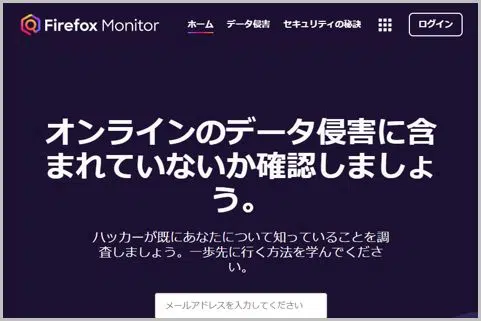 Firefox Monitor
ホーム データ侵害 セキュリティの秘訣 ログイン
オンラインのデータ侵害に含
まれていないか確認しましょ
う。
ハッカーが既にあなたについて知っていることを調
査しましょう。一歩先に行く方法を学んでくださ
い。
メールアドレスを入力してください